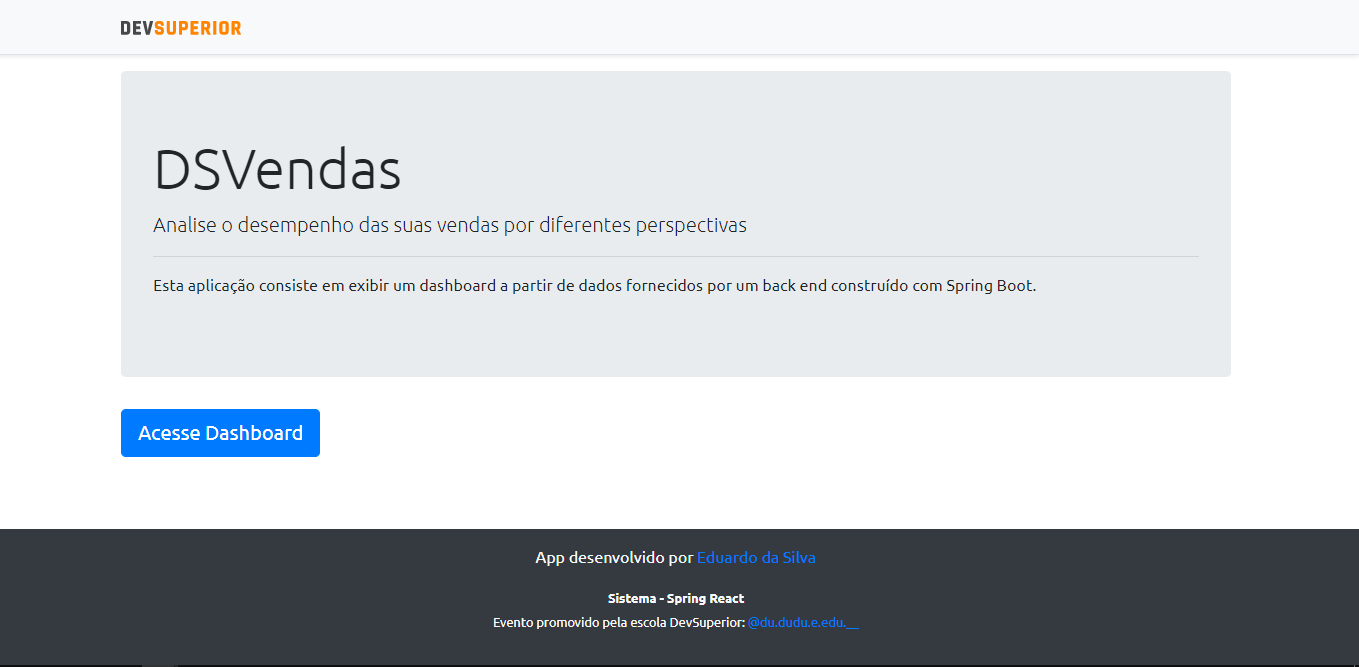 DEVSUPERIOR
DSVendas
Analise o desempenho das suas vendas por diferentes perspectivas
Esta aplicação consiste em exibir um dashboard a partir de dados fornecidos por um back end construído com Spring Boot.
Acesse Dashboard
App desenvolvido por Eduardo da Silva
Sistema - Spring React
Evento promovido pela escola DevSuperior: @du.dudu.e.edu.__